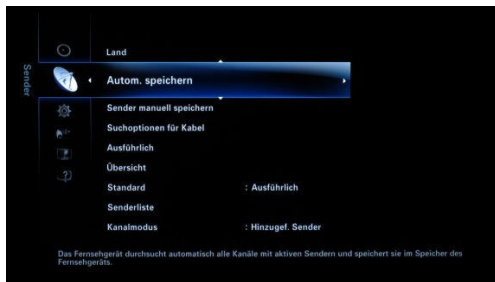 Sender
Land
Autom. speichern
Sender manuell speichern
Suchoptionen für Kabel
Ausführlich
Übersicht
Standard : Ausführlich
Senderliste
Kanalmodus : Hinzugef. Sender
Das Fernsehgerät durchsucht automatisch alle Kanäle mit aktiven Sendern und speichert sie im Speicher des
Fernsehgeräts.